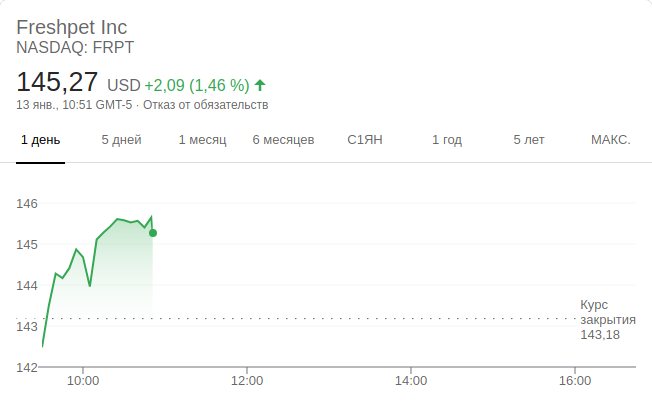 Freshpet Inc
NASDAQ: FRPT
145,27 USD +2,09 (1,46 %)
13 янв., 10:51 GMT-5 · Отказ от обязательств
1 день 5 дней 1 месяц 6 месяцев С1ЯН 1 год 5 лет МАКС.
146
145
144
143
142
Курс
закрытия
143,18
10:00 12:00 14:00 16:00